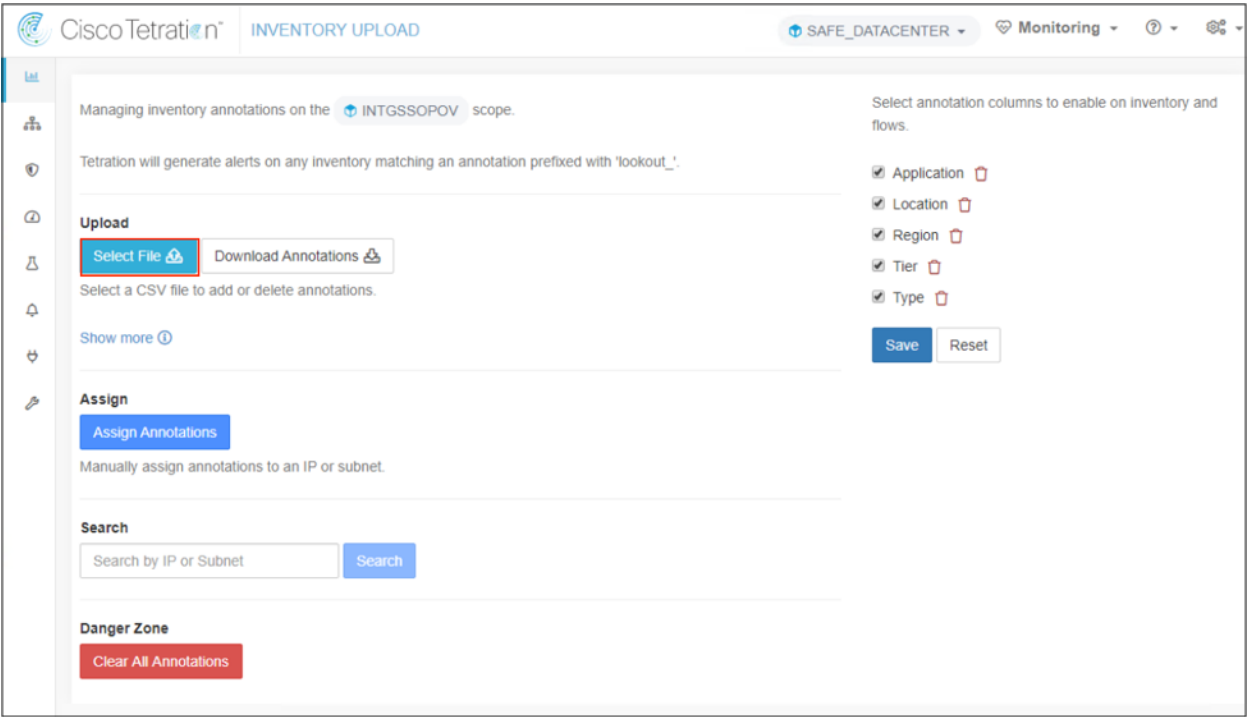 Cisco Tetration™
INVENTORY UPLOAD
SAFE_DATACENTER
Monitoring
Managing inventory annotations on the INTGSSOPOV scope.
Tetration will generate alerts on any inventory matching an annotation prefixed with 'lookout_'.
Upload
Select File
Download Annotations
Select a CSV file to add or delete annotations.
Show more
Assign
Assign Annotations
Manually assign annotations to an IP or subnet.
Search
Search by IP or Subnet
Search
Danger Zone
Clear All Annotations
Select annotation columns to enable on inventory and
flows.
Application
Location
Region
Tier
Type
Save
Reset